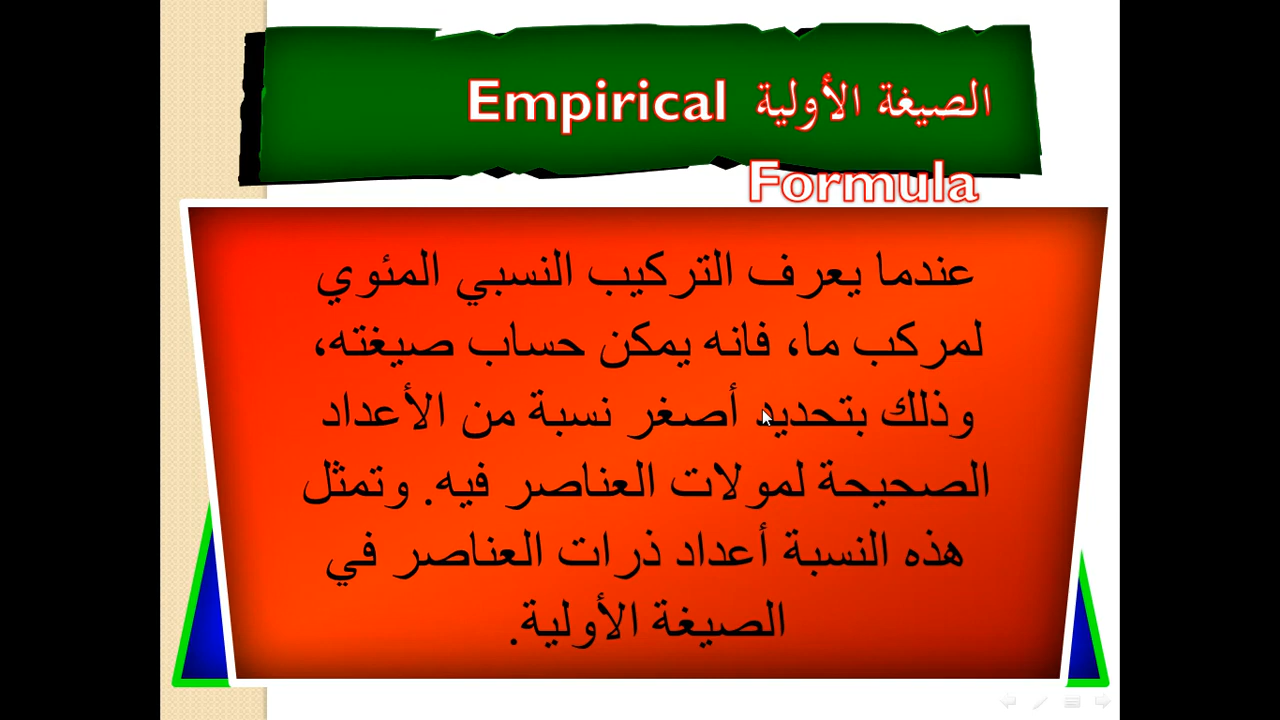 الصيغة الأولية Empirical
Formula
عندما يعرف التركيب النسبي المئوي
لمركب ما، فانه يمكن حساب صيغته،
وذلك بتحديد أصغر نسبة من الأعداد
الصحيحة لمولات العناصر فيه. وتمثل
هذه النسبة أعداد ذرات العناصر في
الصيغة الأولية.